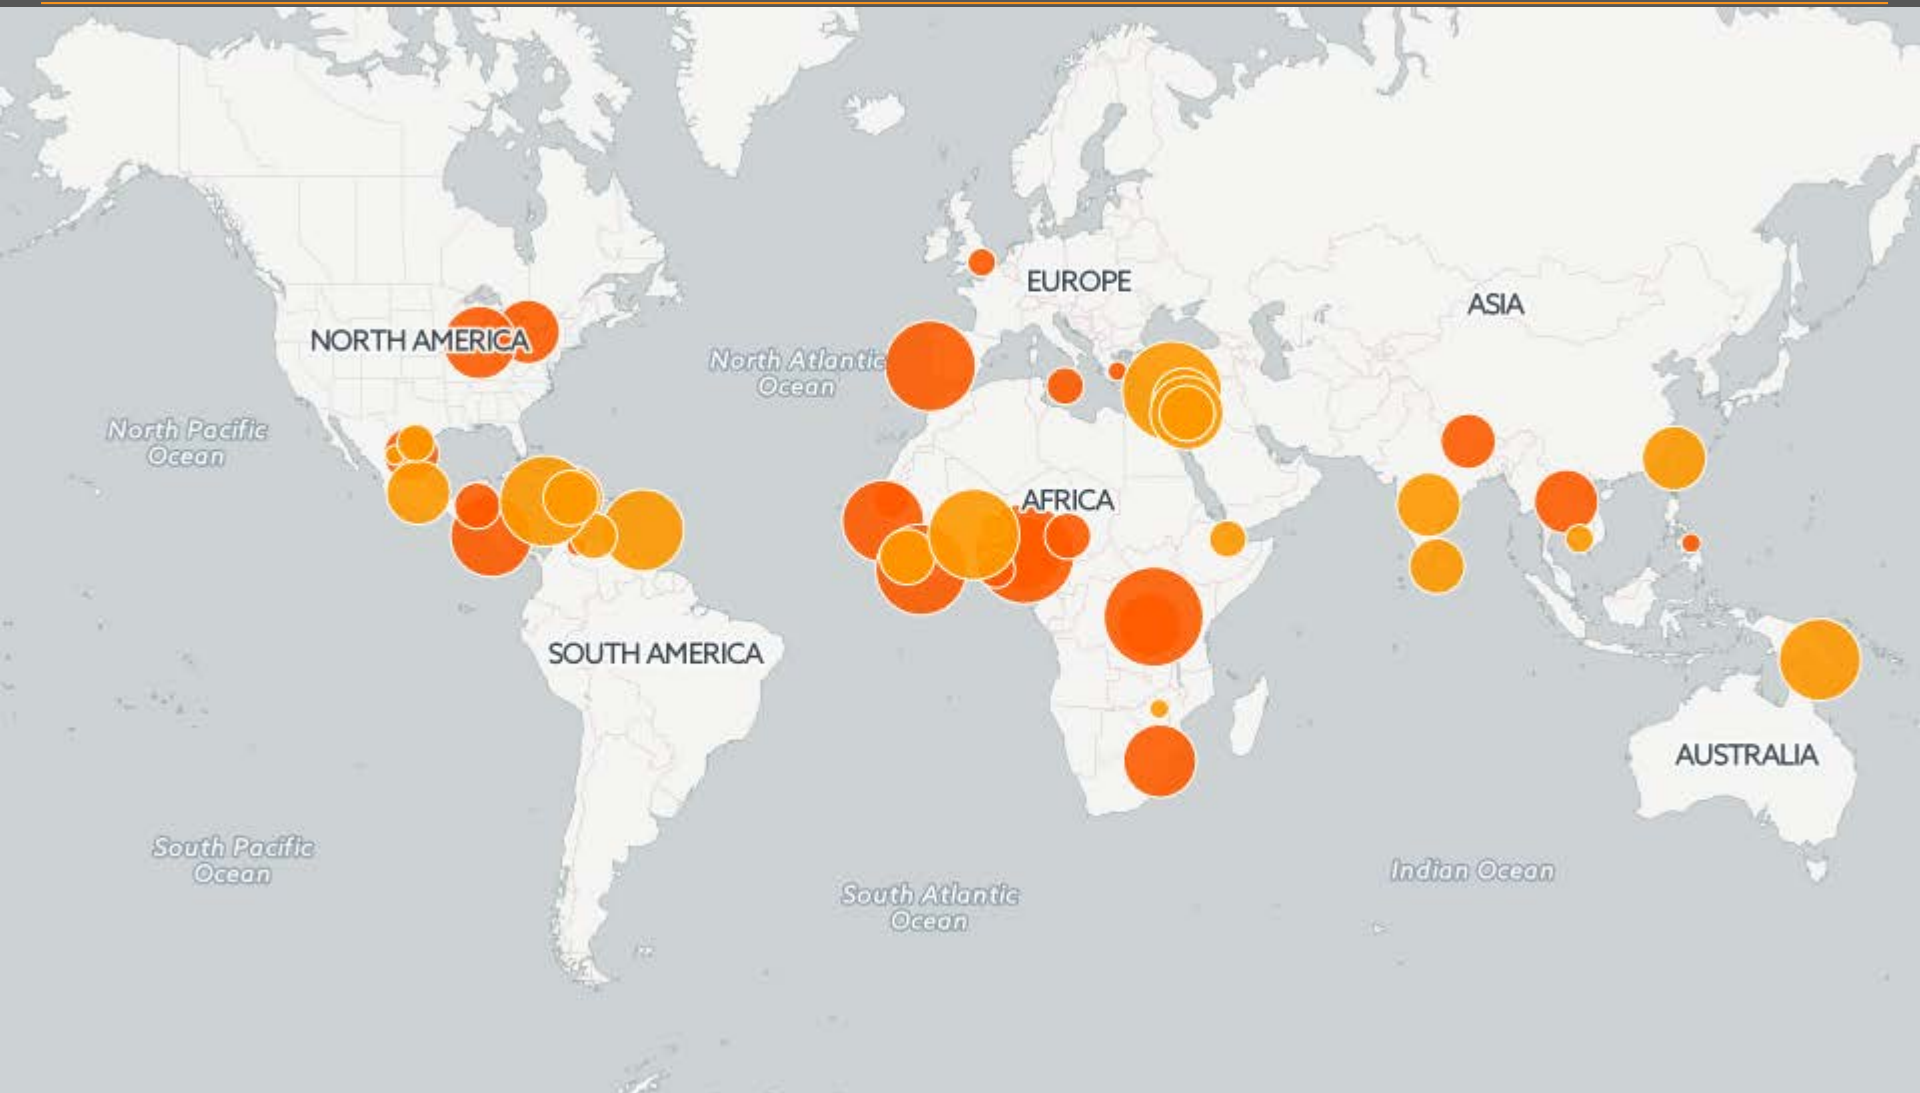 EUROPE
ASIA
NORTH AMERICA
North Atlantic
Ocean
North Pacific
Ocean
AFRICA
SOUTH AMERICA
AUSTRALIA
South Pacific
Ocean
Indian Ocean
South Atlantic
Ocean